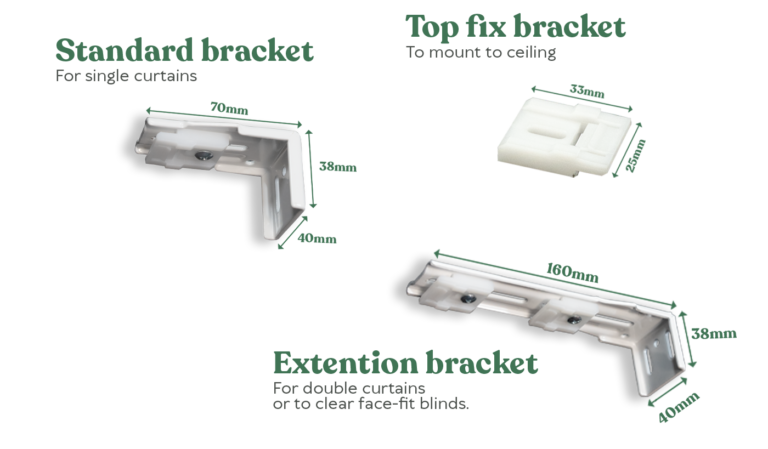 Standard bracket
For single curtains
70mm
38mm
40mm
Top fix bracket
To mount to ceiling
33mm
25mm
160mm
38mm
40mm
Extention bracket
For double curtains
or to clear face-fit blinds.